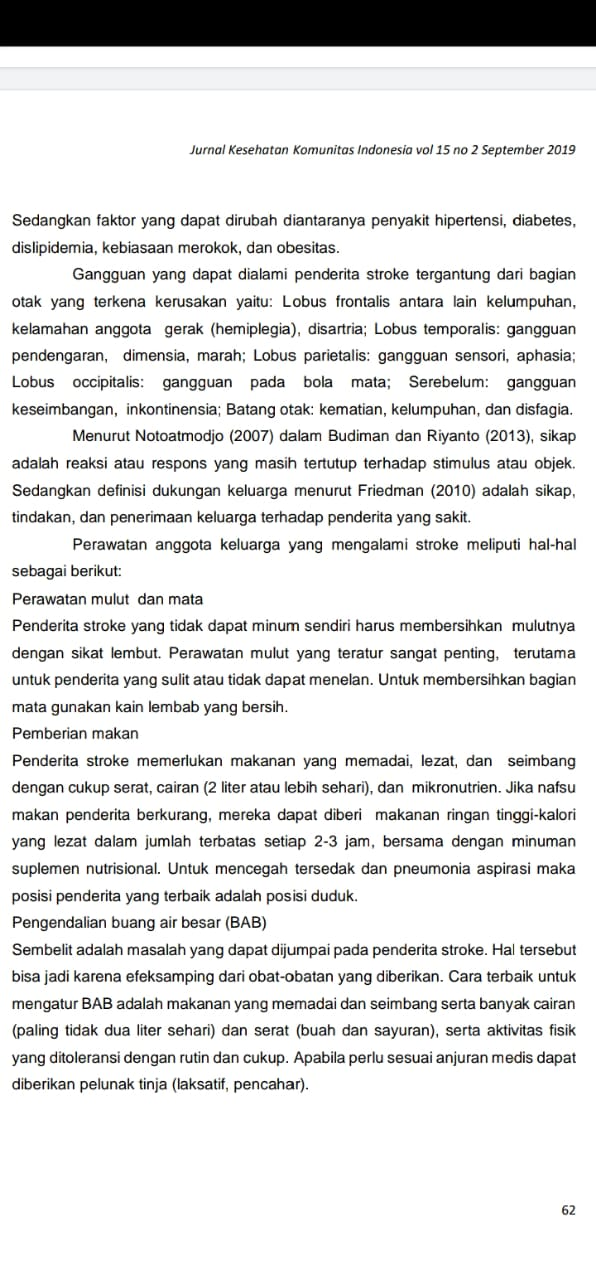 Jurnal Kesehatan Komunitas Indonesia vol 15 no 2 September 2019
Sedangkan faktor yang dapat dirubah diantaranya penyakit hipertensi, diabetes,
dislipidemia, kebiasaan merokok, dan obesitas.
Gangguan yang dapat dialami penderita stroke tergantung dari bagian
otak yang terkena kerusakan yaitu: Lobus frontalis antara lain kelumpuhan,
kelamahan anggota gerak (hemiplegia), disartria; Lobus temporalis: gangguan
pendengaran, dimensia, marah; Lobus parietalis: gangguan sensori, aphasia;
Lobus occipitalis: gangguan pada bola mata; Serebelum: gangguan
keseimbangan, inkontinensia; Batang otak: kematian, kelumpuhan, dan disfagia.
Menurut Notoatmodjo (2007) dalam Budiman dan Riyanto (2013), sikap
adalah reaksi atau respons yang masih tertutup terhadap stimulus atau objek.
Sedangkan definisi dukungan keluarga menurut Friedman (2010) adalah sikap,
tindakan, dan penerimaan keluarga terhadap penderita yang sakit.
Perawatan anggota keluarga yang mengalami stroke meliputi hal-hal
sebagai berikut:
Perawatan mulut dan mata
Penderita stroke yang tidak dapat minum sendiri harus membersihkan mulutnya
dengan sikat lembut. Perawatan mulut yang teratur sangat penting, terutama
untuk penderita yang sulit atau tidak dapat menelan. Untuk membersihkan bagian
mata gunakan kain lembab yang bersih.
Pemberian makan
Penderita stroke memerlukan makanan yang memadai, lezat, dan seimbang
dengan cukup serat, cairan (2 liter atau lebih sehari), dan mikronutrien. Jika nafsu
makan penderita berkurang, mereka dapat diberi makanan ringan tinggi-kalori
yang lezat dalam jumlah terbatas setiap 2-3 jam, bersama dengan minuman
suplemen nutrisional. Untuk mencegah tersedak dan pneumonia aspirasi maka
posisi penderita yang terbaik adalah posisi duduk.
Pengendalian buang air besar (BAB)
Sembelit adalah masalah yang dapat dijumpai pada penderita stroke. Hal tersebut
bisa jadi karena efeksamping dari obat-obatan yang diberikan. Cara terbaik untuk
mengatur BAB adalah makanan yang memadai dan seimbang serta banyak cairan
(paling tidak dua liter sehari) dan serat (buah dan sayuran), serta aktivitas fisik
yang ditoleransi dengan rutin dan cukup. Apabila perlu sesuai anjuran medis dapat
diberikan pelunak tinja (laksatif, pencahar).
62